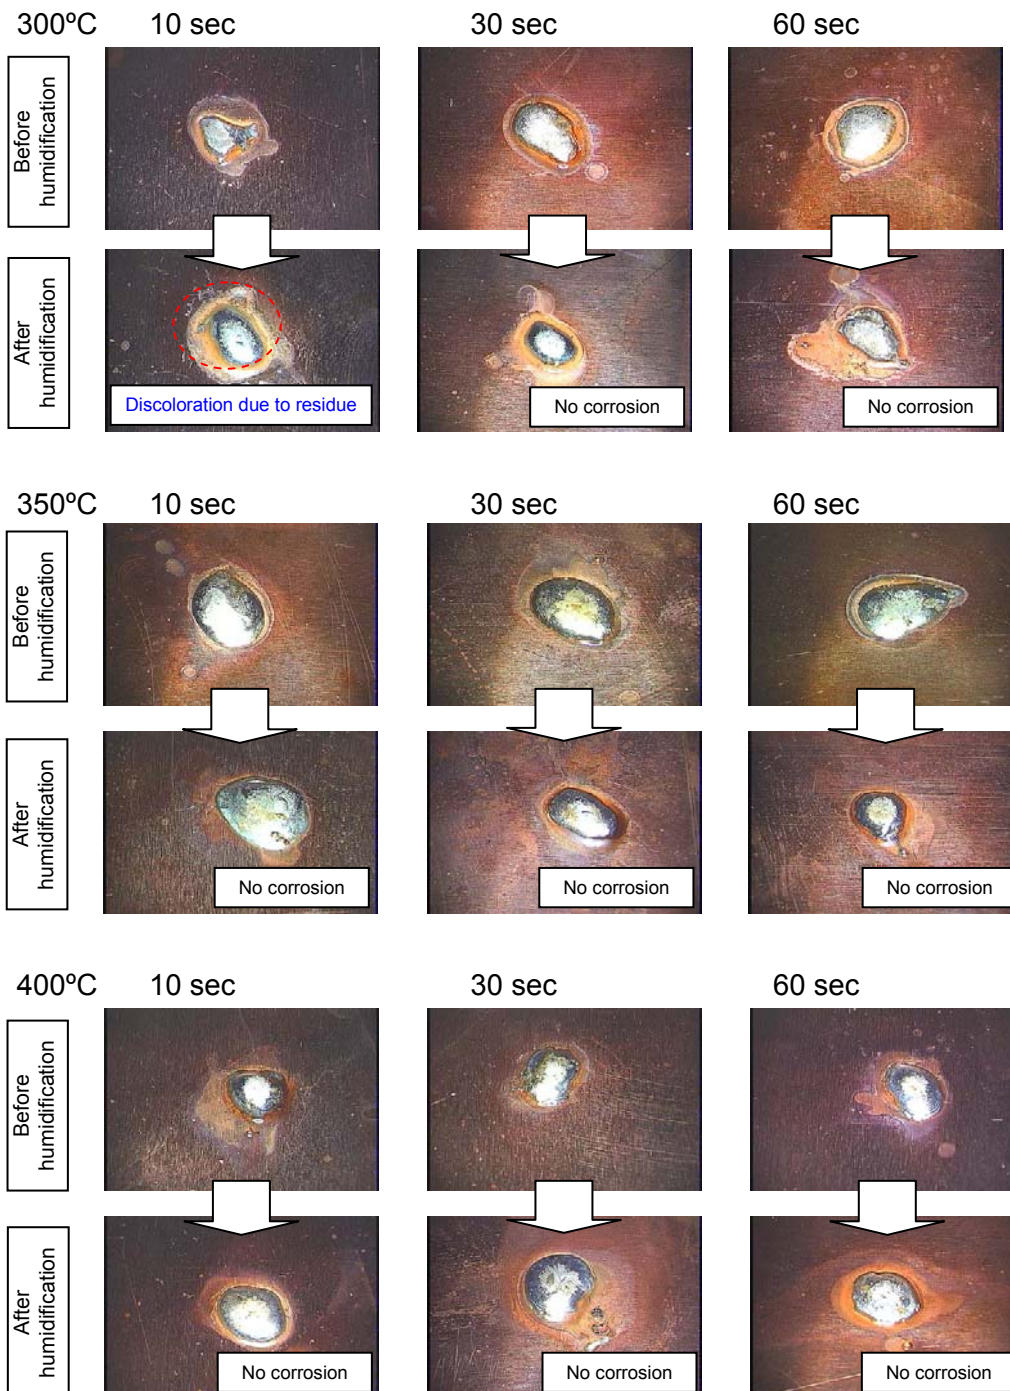 300ºC 10 sec 30 sec 60 sec
Before
humidification
After
humidification
Discoloration due to residue
No corrosion
No corrosion
350ºC 10 sec 30 sec 60 sec
Before
humidification
After
humidification
No corrosion
No corrosion
No corrosion
400ºC 10 sec 30 sec 60 sec
Before
humidification
After
humidification
No corrosion
No corrosion
No corrosion